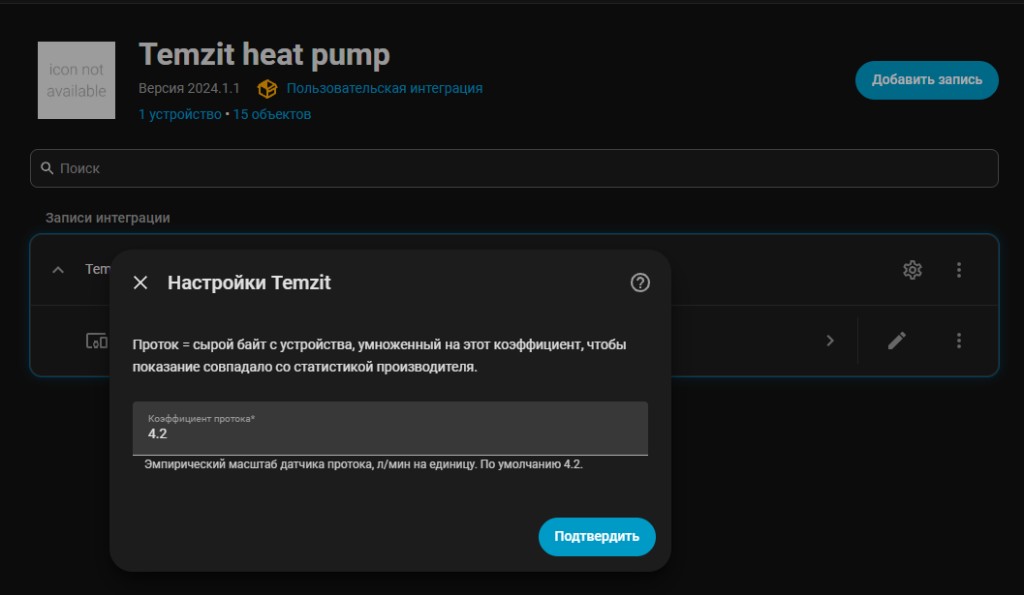 icon not
available
Temzit heat pump
Версия 2024.1.1
Пользовательская интеграция
1 устройство • 15 объектов
Добавить запись
Поиск
Записи интеграции
Tem
Настройки Temzit
Проток = сырой байт с устройства, умноженный на этот коэффициент, чтобы
показание совпадало со статистикой производителя.
Коэффициент протока*
4.2
Эмпирический масштаб датчика протока, л/мин на единицу. По умолчанию 4.2.
Подтвердить